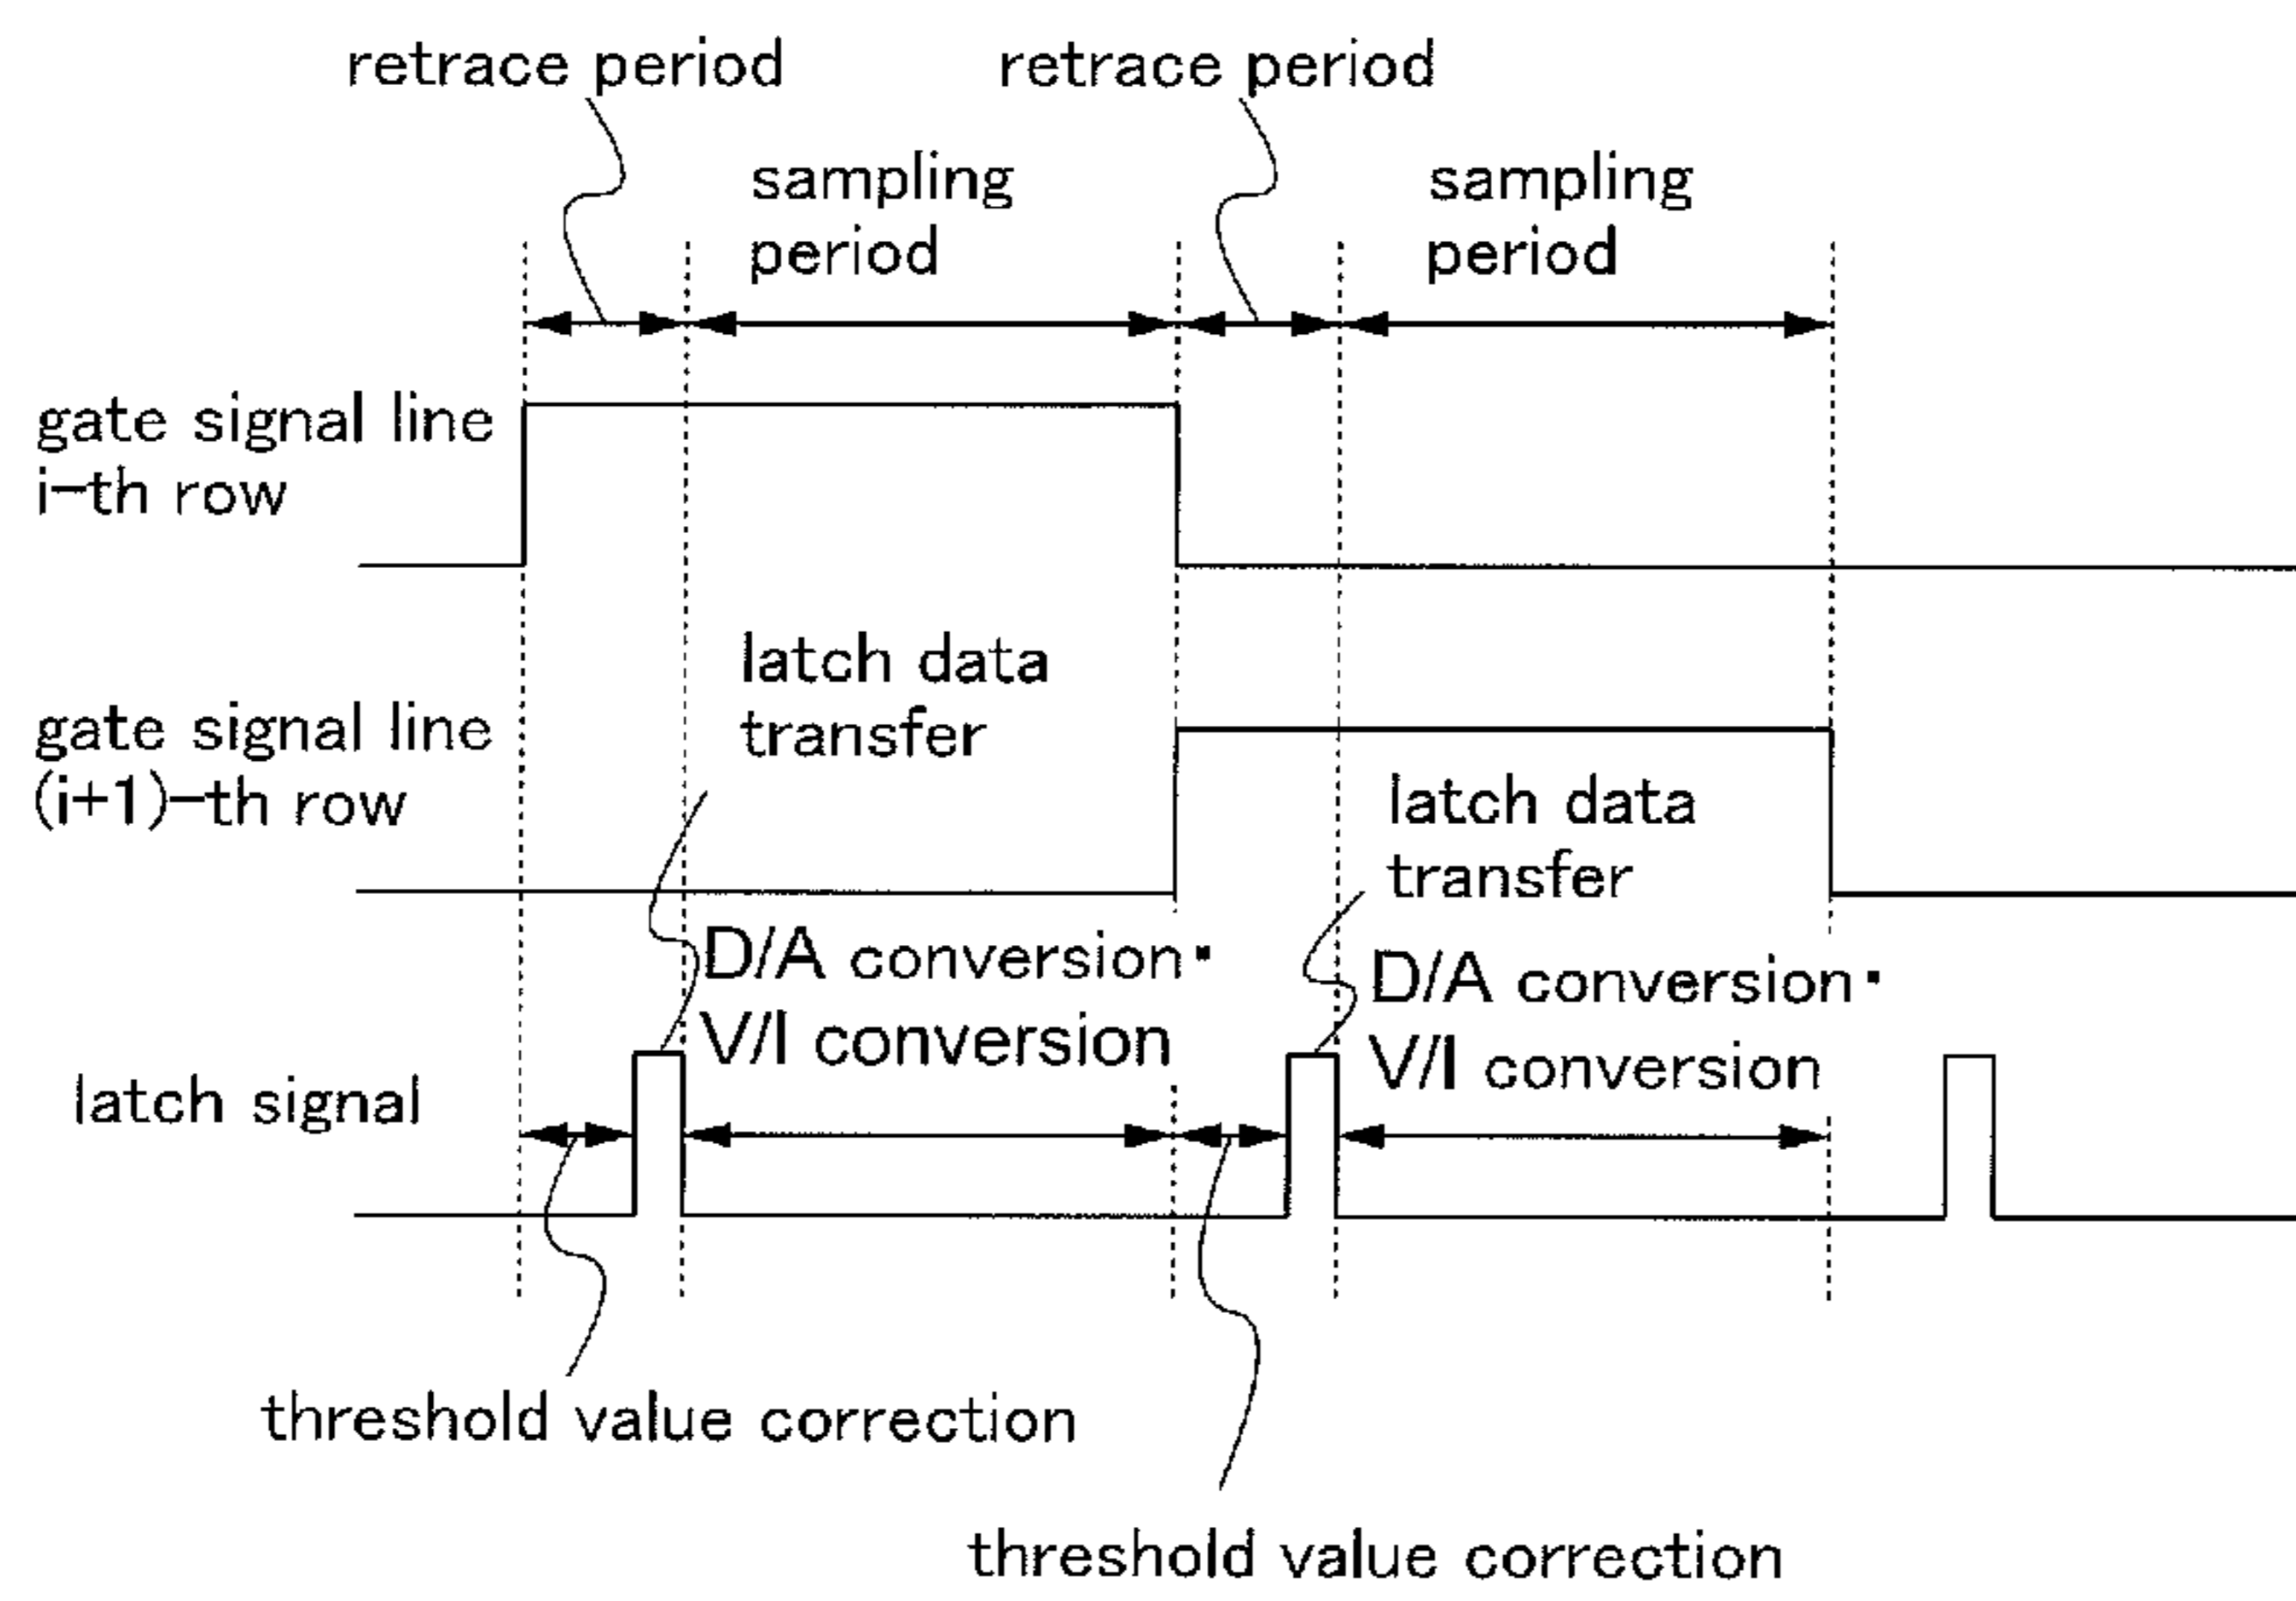 retrace period
retrace period
sampling
period
sampling
period
gate signal line
i-th row
latch data
transfer
gate signal line
(i+1)-th row
latch data
transfer
D/A conversion・
V/I conversion
D/A conversion・
V/I conversion
latch signal
threshold value correction
threshold value correction